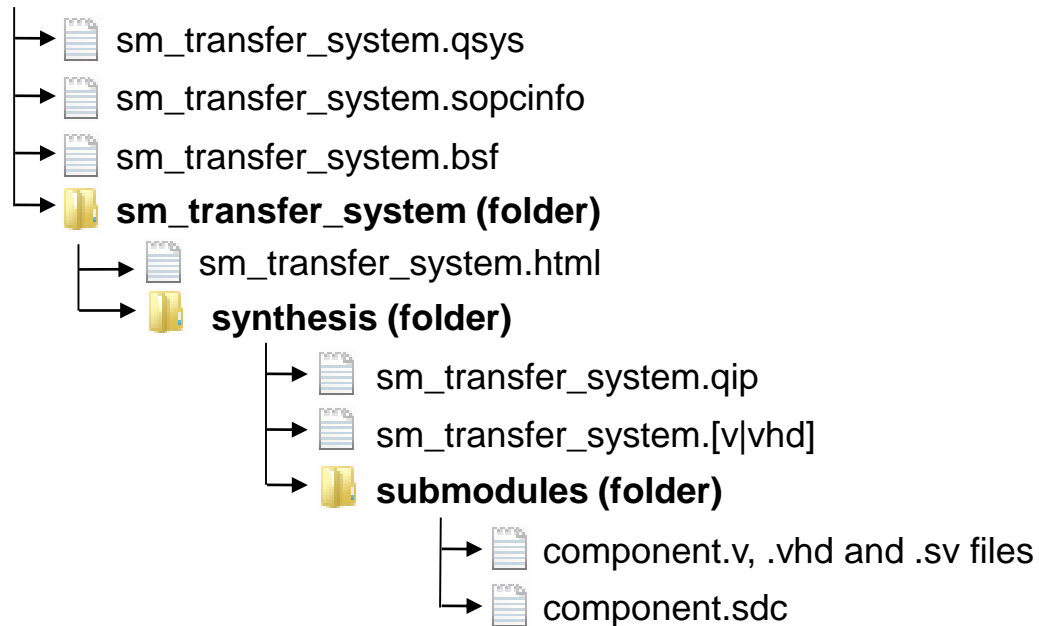 sm_transfer_system.qsys
sm_transfer_system.sopcinfo
sm_transfer_system.bsf
sm_transfer_system (folder)
sm_transfer_system.html
synthesis (folder)
sm_transfer_system.qip
sm_transfer_system.[v|vhd]
submodules (folder)
component.v, .vhd and .sv files
component.sdc